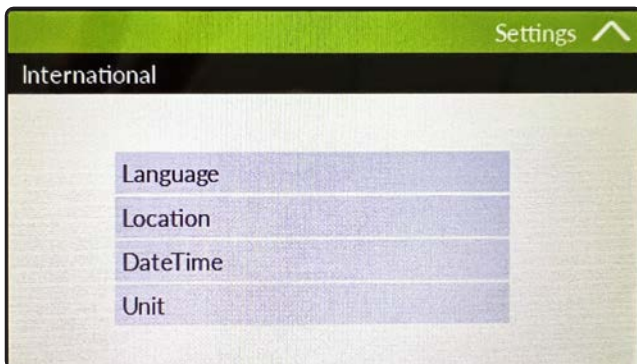 Settings
International
Language
Location
DateTime
Unit